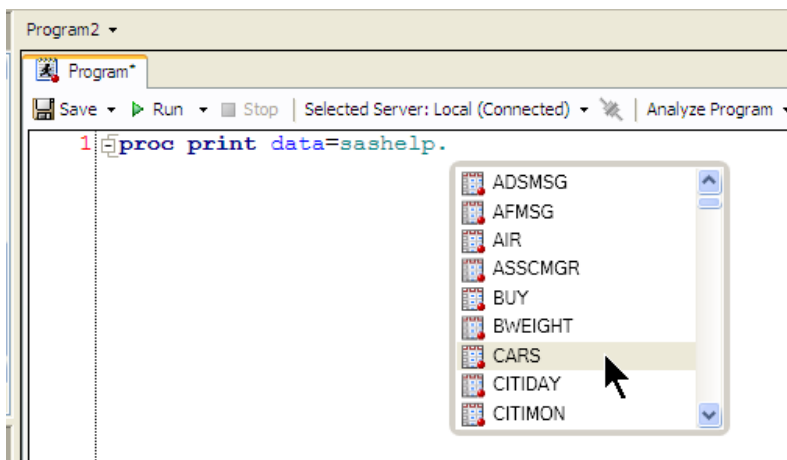 Program2
Program*
Save Run Stop Selected Server: Local (Connected) Analyze Program
1 proc print data=sashelp.
ADSMSG
AFMSG
AIR
ASSCMGR
BUY
BWEIGHT
CARS
CITIDAY
CITIMON